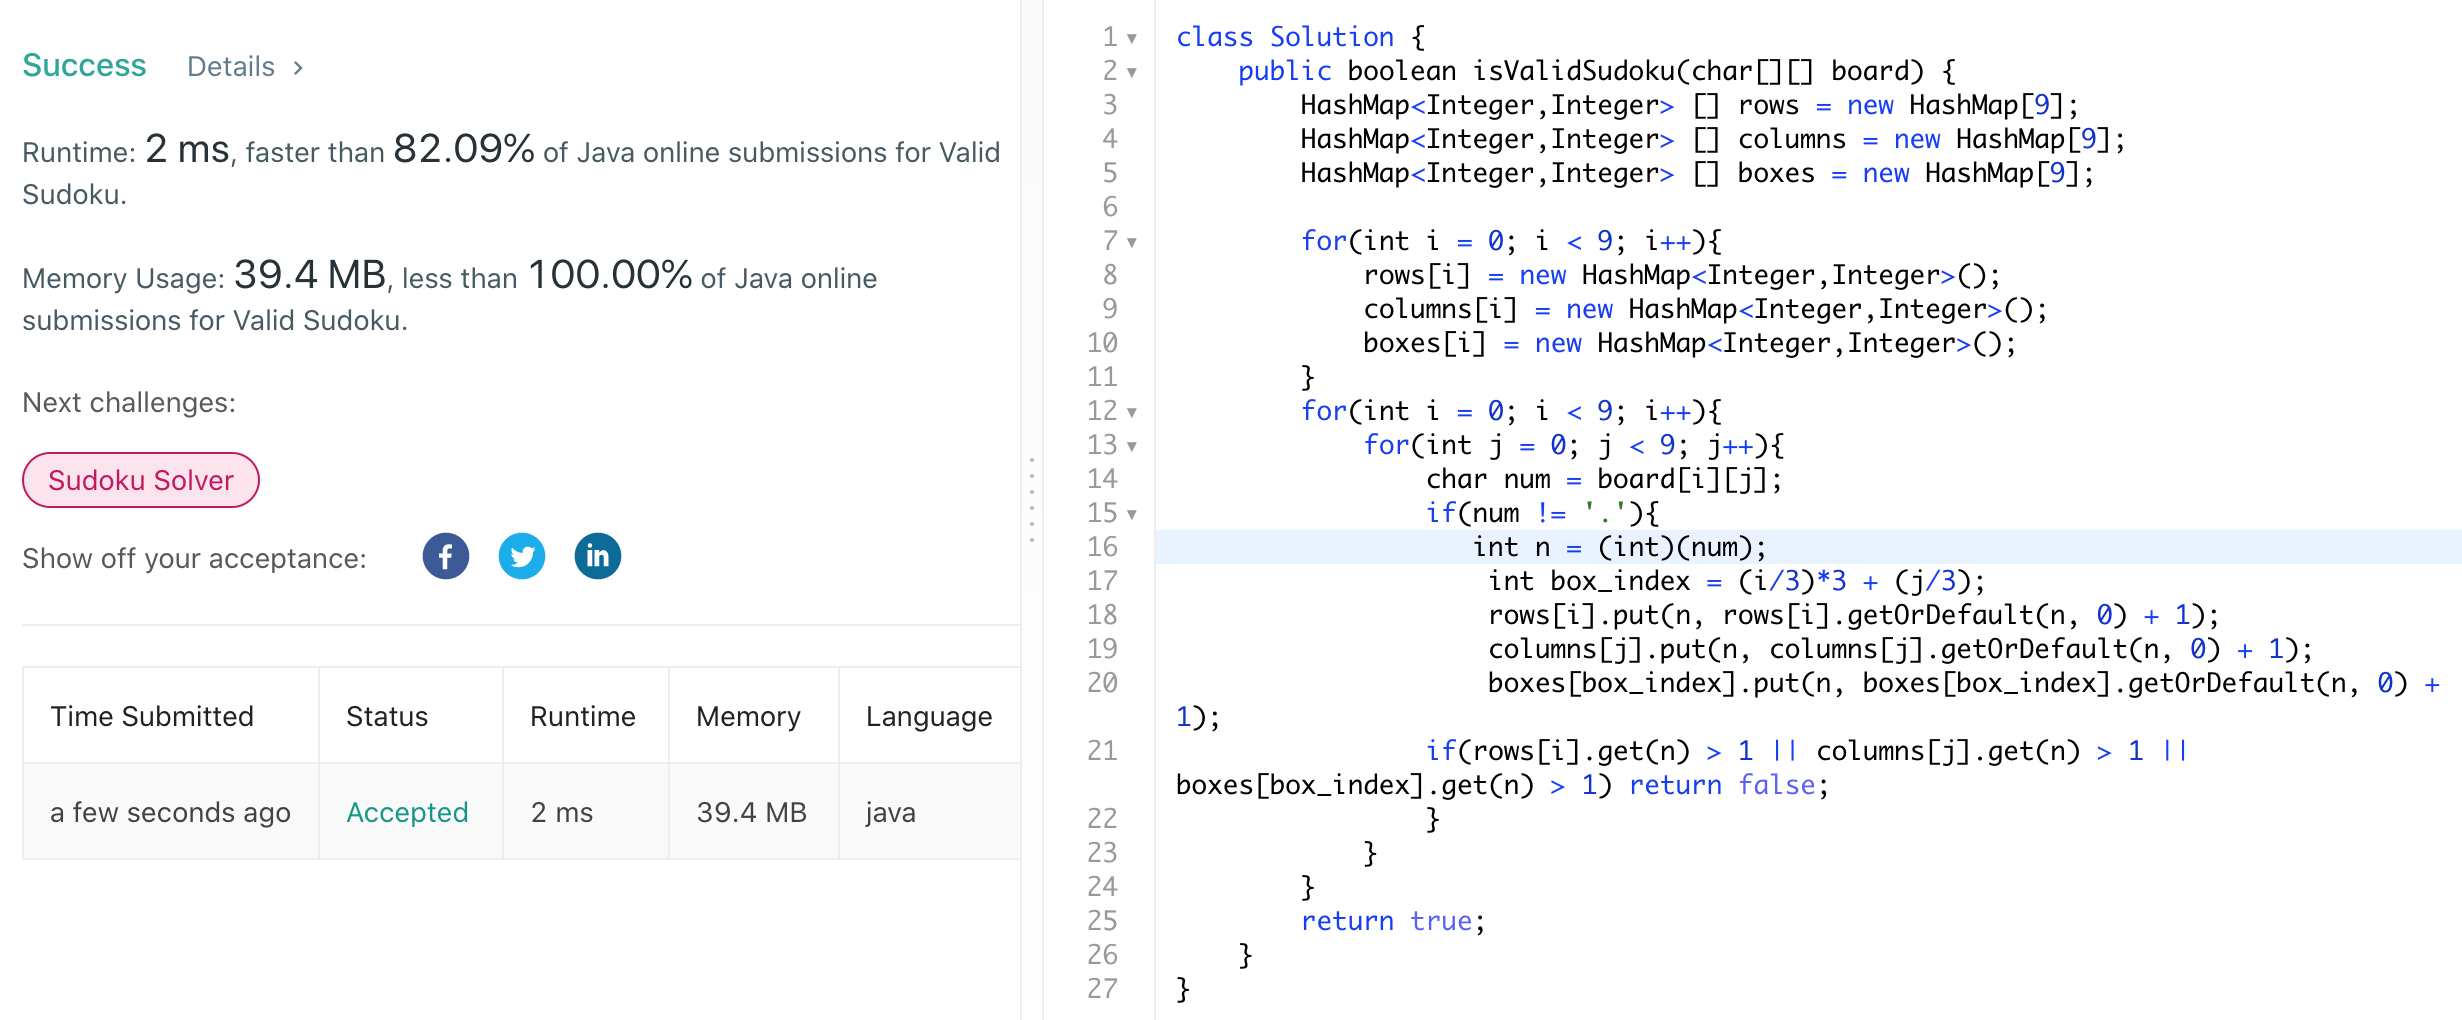 Success Details >
Runtime: 2 ms, faster than 82.09% of Java online submissions for Valid
Sudoku.
Memory Usage: 39.4 MB, less than 100.00% of Java online
submissions for Valid Sudoku.
Next challenges:
Sudoku Solver
Show off your acceptance:
Time Submitted Status Runtime Memory Language
a few seconds ago Accepted 2 ms 39.4 MB java
1 class Solution {
2     public boolean isValidSudoku(char[][] board) {
3         HashMap<Integer,Integer> [] rows = new HashMap[9];
4         HashMap<Integer,Integer> [] columns = new HashMap[9];
5         HashMap<Integer,Integer> [] boxes = new HashMap[9];
6
7         for(int i = 0; i < 9; i++){
8             rows[i] = new HashMap<Integer,Integer>();
9             columns[i] = new HashMap<Integer,Integer>();
10             boxes[i] = new HashMap<Integer,Integer>();
11         }
12         for(int i = 0; i < 9; i++){
13             for(int j = 0; j < 9; j++){
14                 char num = board[i][j];
15                 if(num != '.'){
16                    int n = (int)(num);
17                     int box_index = (i/3)*3 + (j/3);
18                     rows[i].put(n, rows[i].getOrDefault(n, 0) + 1);
19                     columns[j].put(n, columns[j].getOrDefault(n, 0) + 1);
20                     boxes[box_index].put(n, boxes[box_index].getOrDefault(n, 0) +
1);
21                 if(rows[i].get(n) > 1 || columns[j].get(n) > 1 ||
boxes[box_index].get(n) > 1) return false;
22                 }
23             }
24         }
25         return true;
26     }
27 }